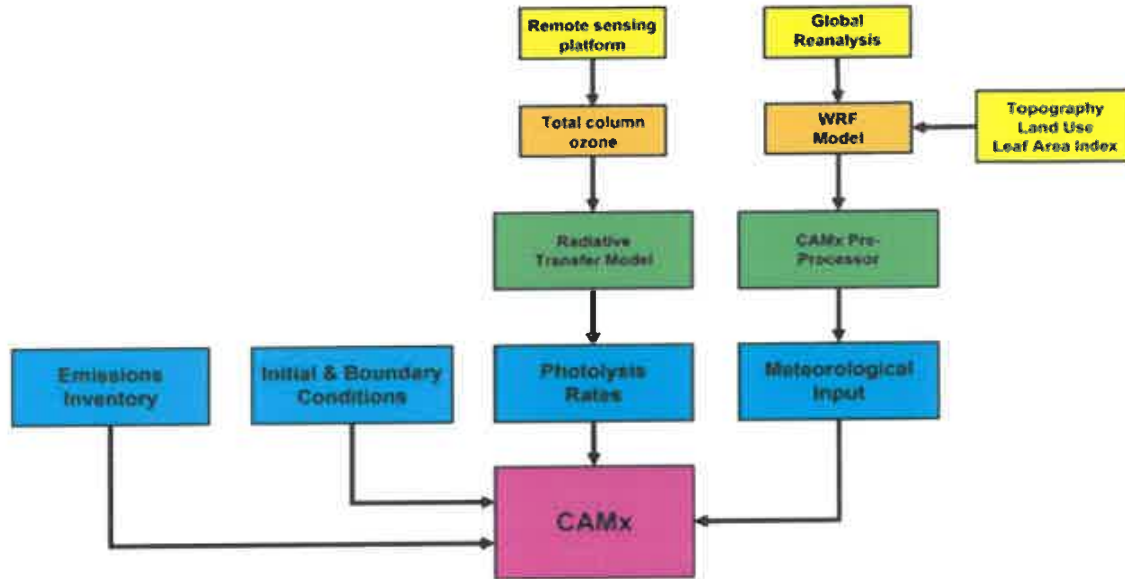 Remote sensing
platform
Global
Reanalysis
Total column
ozone
WRF
Model
Topography
Land Use
Leaf Area Index
Radiative
Transfer Model
CAMx Pre-
Processor
Emissions
Inventory
Initial & Boundary
Conditions
Photolysis
Rates
Meteorological
Input
CAMx